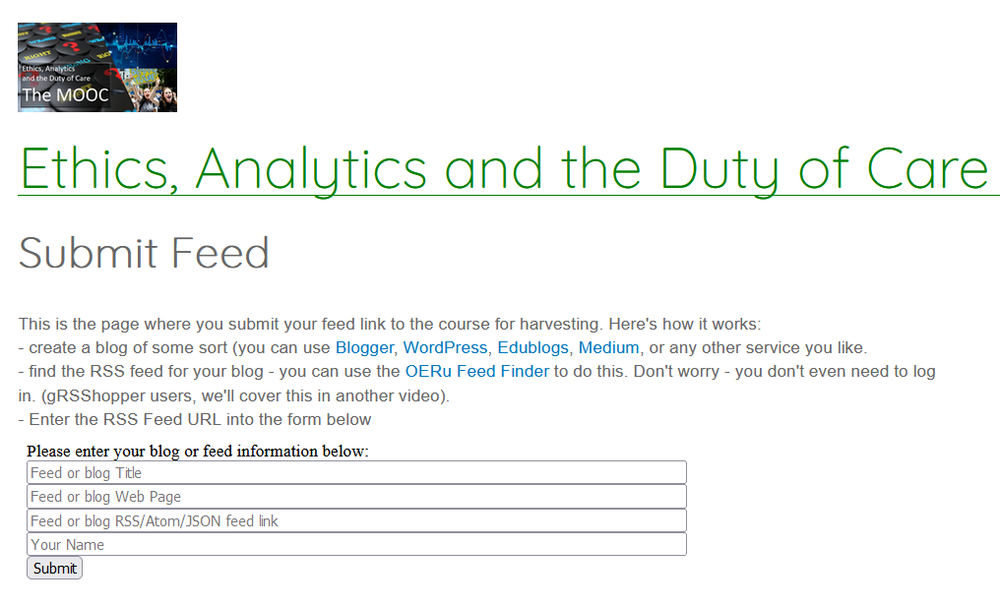 RIGHT
WRONG
RIGHT
Ethics, Analytics
and the Duty of Care
The MOOC
Ethics, Analytics and the Duty of Care
Submit Feed
This is the page where you submit your feed link to the course for harvesting. Here's how it works:
- create a blog of some sort (you can use Blogger, WordPress, Edublogs, Medium, or any other service you like.
- find the RSS feed for your blog - you can use the OERu Feed Finder to do this. Don't worry - you don't even need to log
in. (gRSShopper users, we'll cover this in another video).
- Enter the RSS Feed URL into the form below
Please enter your blog or feed information below:
Feed or blog Title
Feed or blog Web Page
Feed or blog RSS/Atom/JSON feed link
Your Name
Submit